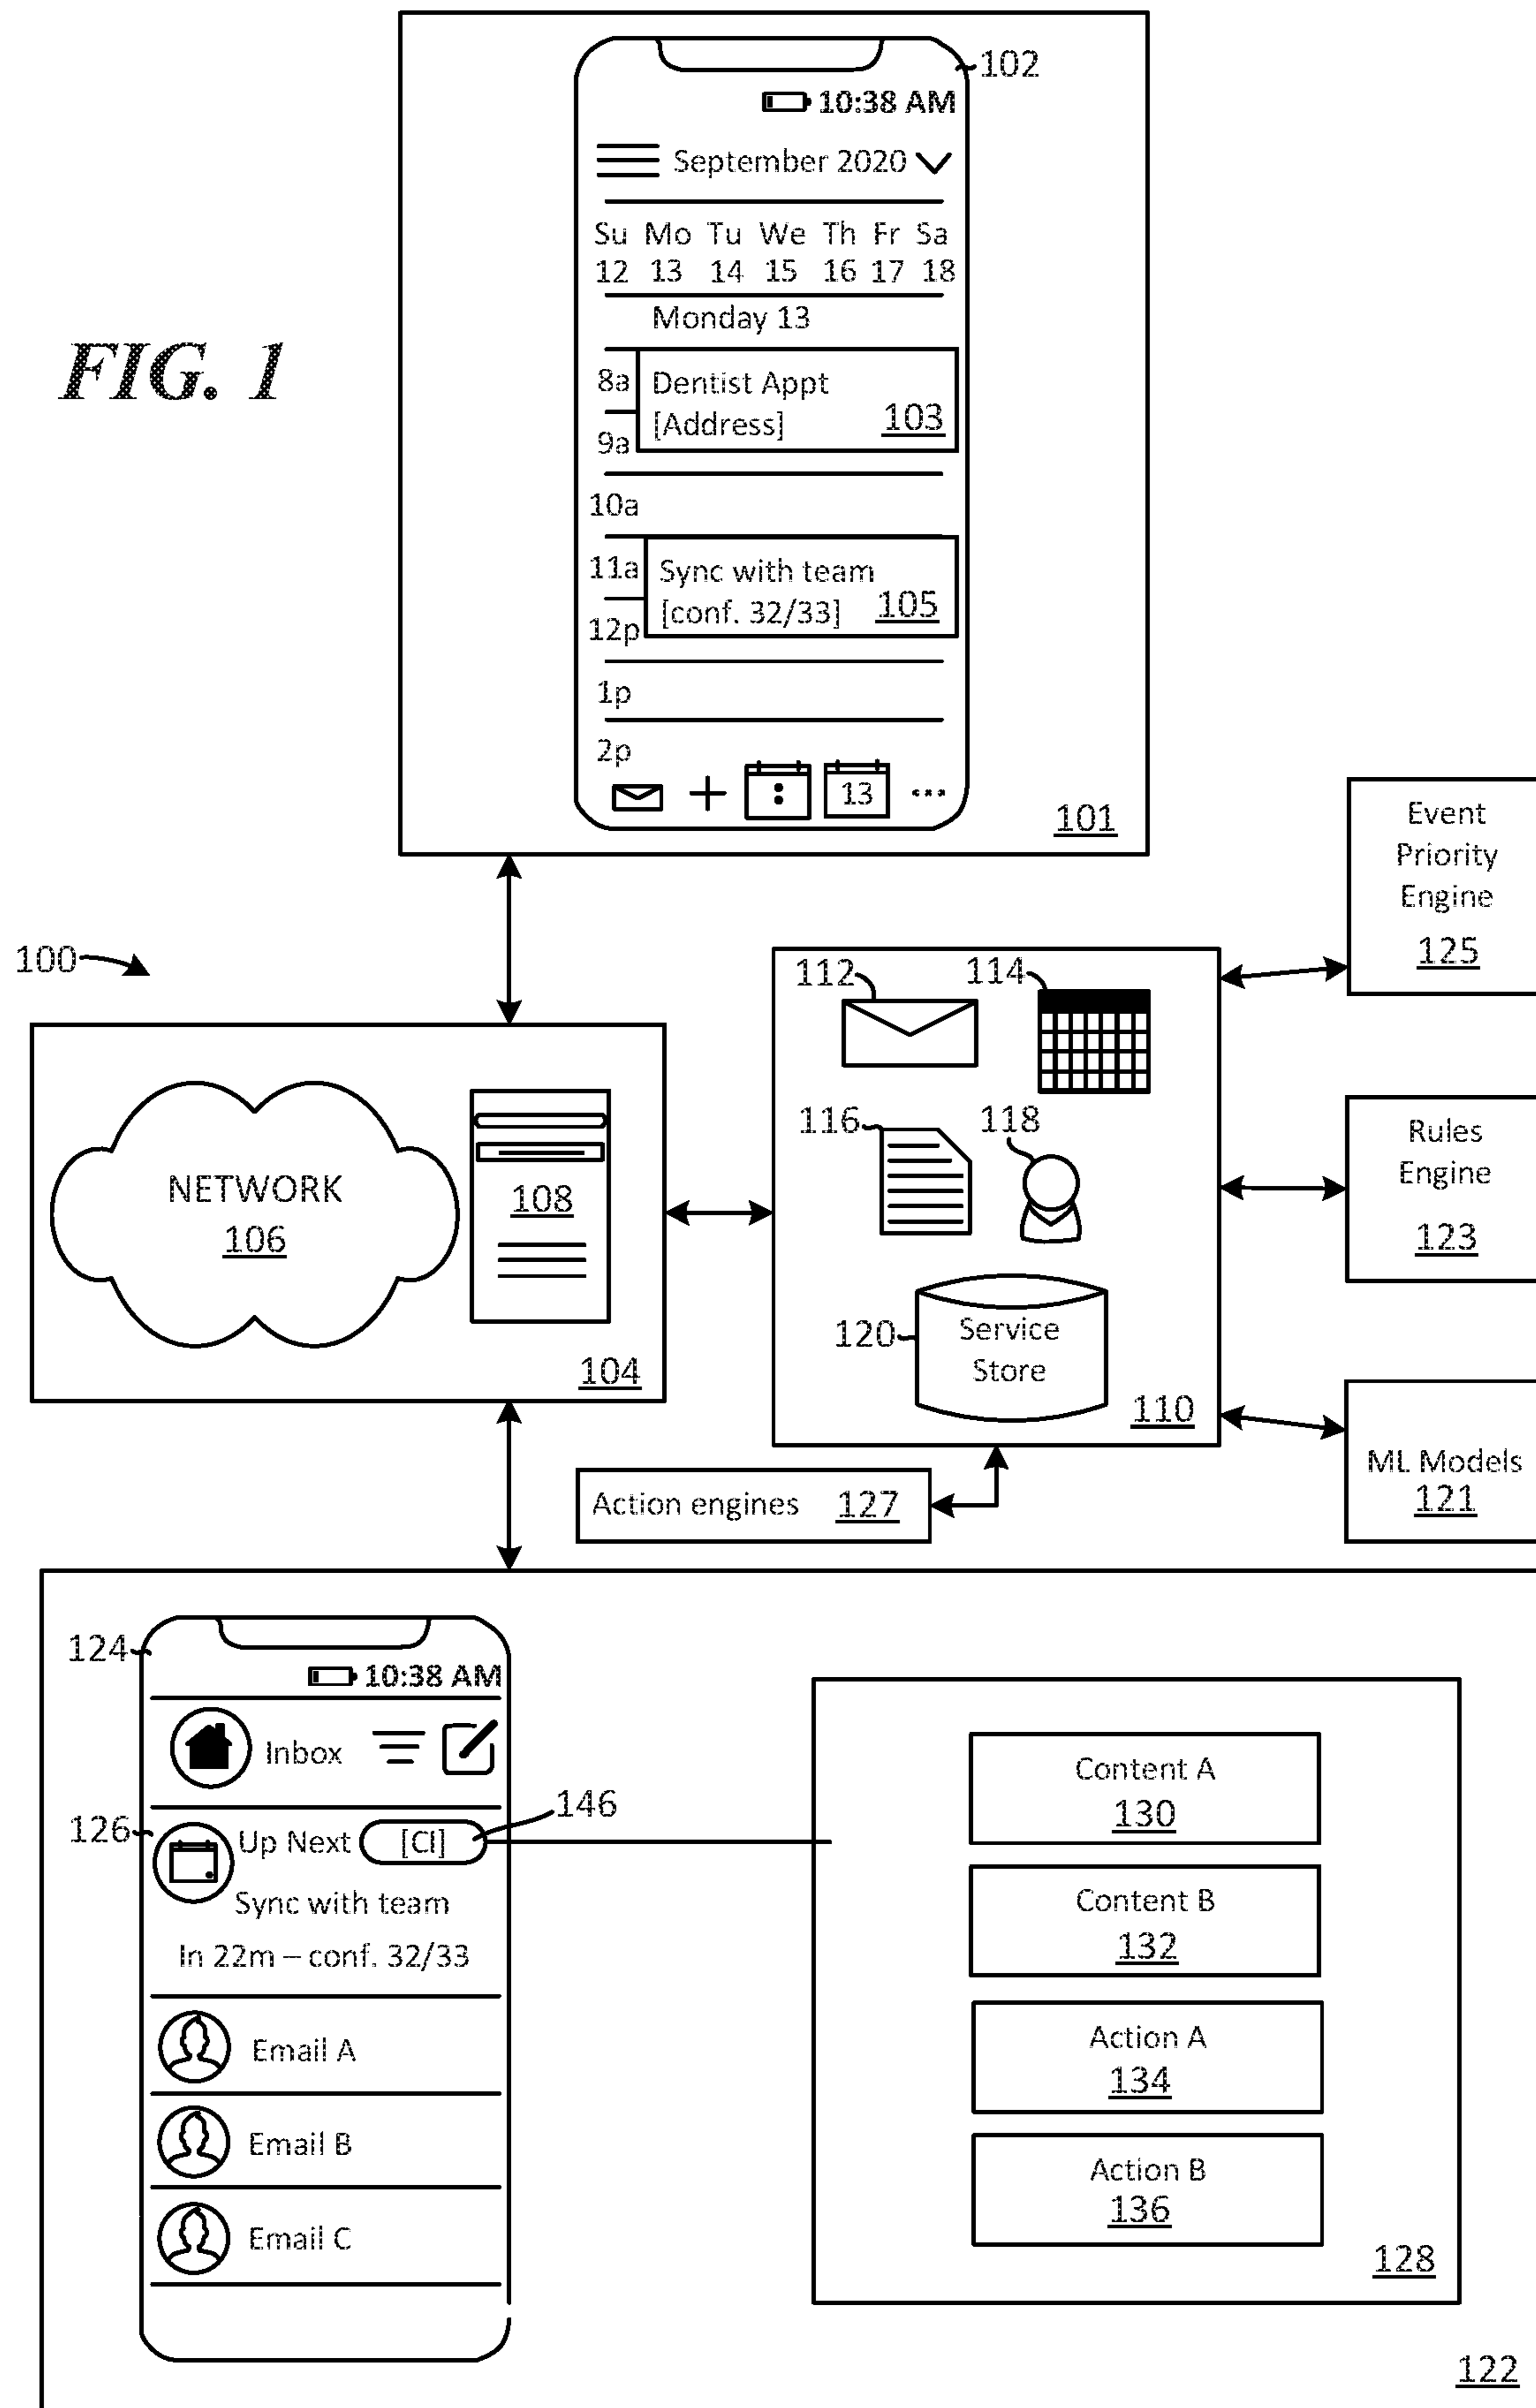 FIG. 1
102
10:38 AM
September 2020
Su Mo Tu We Th Fr Sa
12 13 14 15 16 17 18
Monday 13
8a
Dentist Appt
[Address]
103
9a
10a
11a
Sync with team
[conf. 32/33]
105
12p
1p
2p
13
101
Event
Priority
Engine
125
100
112
114
116
118
Rules
Engine
123
NETWORK
106
108
104
120
Service
Store
110
ML Models
121
Action engines 127
124
10:38 AM
Inbox
126
Up Next
[CI]
146
Sync with team
In 22m – conf. 32/33
Email A
Email B
Email C
Content A
130
Content B
132
Action A
134
Action B
136
128
122